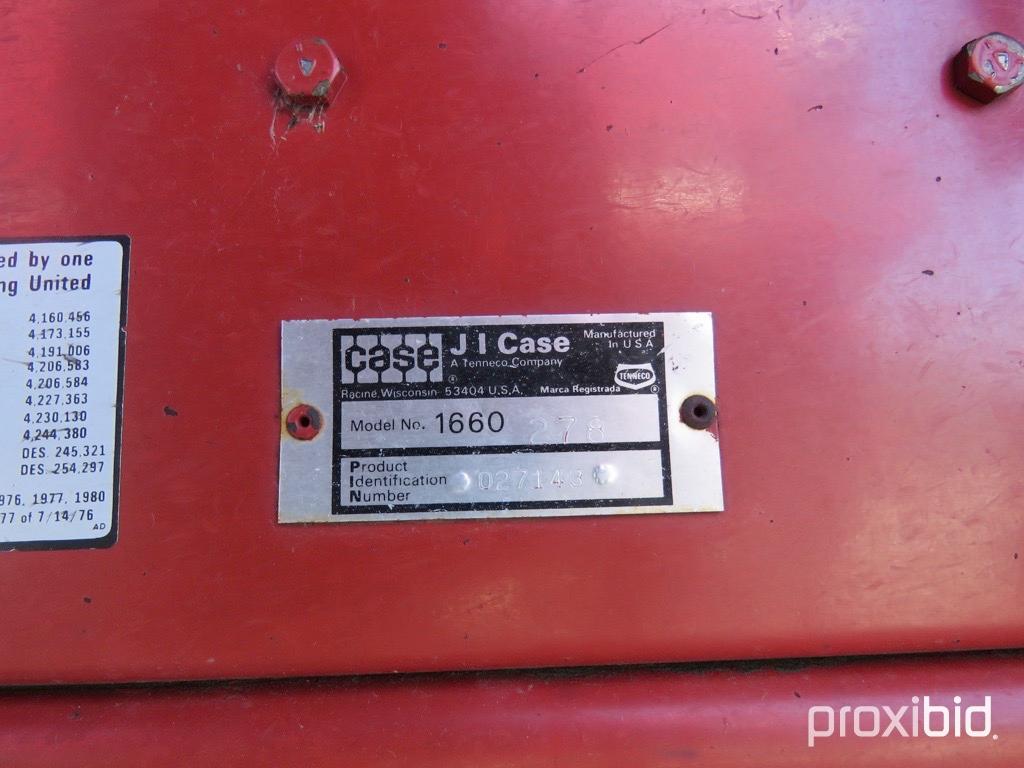 ed by one
ng United
4,160,456
4,173,155
4,191,006
4,206,583
4,206,584
4,227,363
4,230,130
4,244,380
DES. 245,321
DES. 254,297
976, 1977, 1980
77 of 7/14/76
AD
case J I Case
A Tenneco Company
®
Racine, Wisconsin 53404 U.S.A.
Manufactured
In U S A
TENNECO
Marca Registrada ®
Model No. 1660 278
Product
Identification
Number
027143
proxibid.